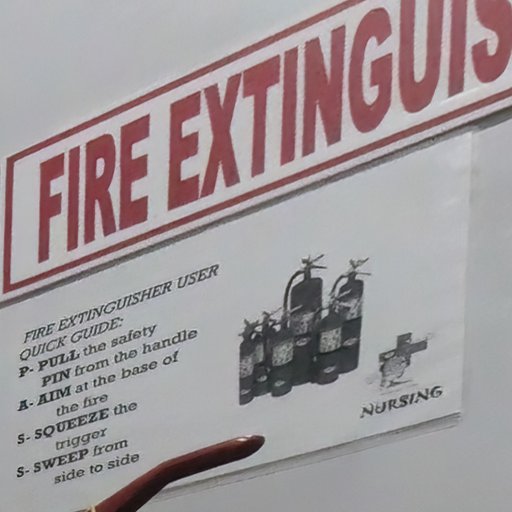 FIRE EXTINGUIS
FIRE EXTINGUISHER USER
QUICK GUIDE:
P- PULL the safety
PIN from the handle
A- AIM at the base of
the fire
S- SQUEEZE the
trigger
S- SWEEP from
side to side
NURSING